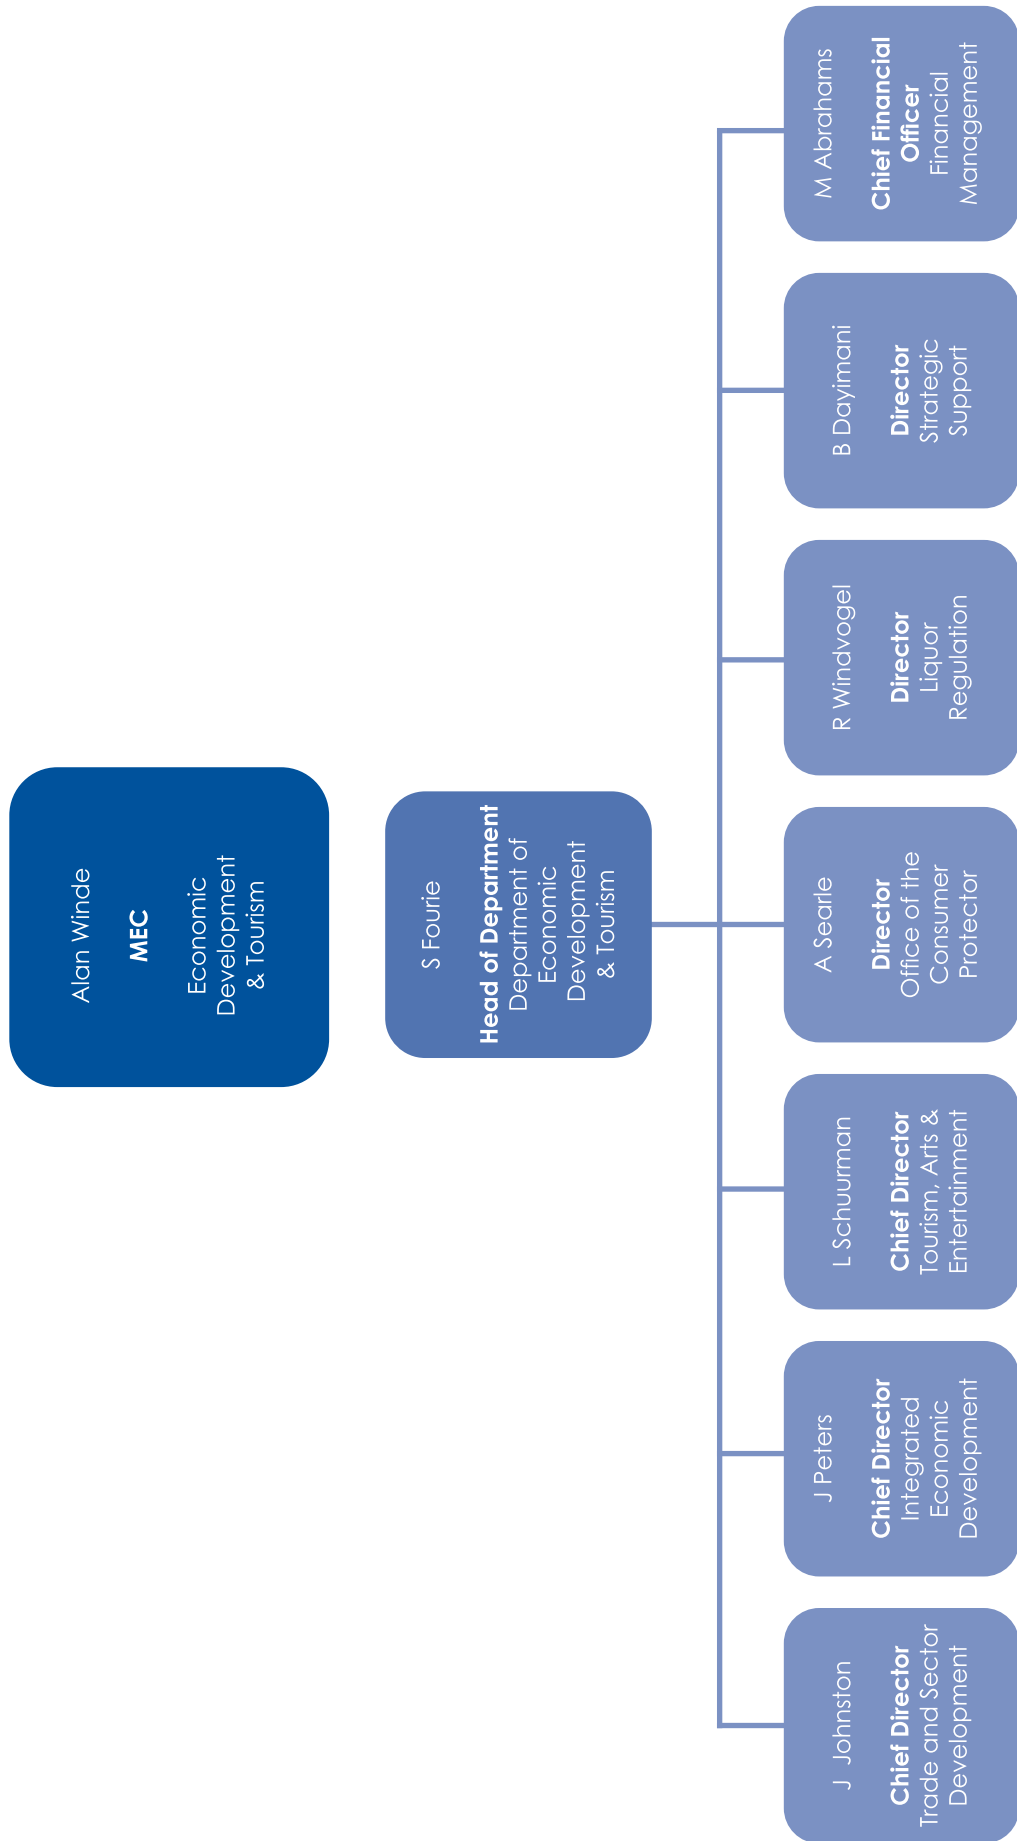 Alan Winde
MEC
Economic
Development
& Tourism
S Fourie
Head of Department
Department of
Economic
Development
& Tourism
J Johnston
Chief Director
Trade and Sector
Development
J Peters
Chief Director
Integrated
Economic
Development
L Schuurman
Chief Director
Tourism, Arts &
Entertainment
A Searle
Director
Office of the
Consumer
Protector
R Windvogel
Director
Liquor
Regulation
B Dayimani
Director
Strategic
Support
M Abrahams
Chief Financial
Officer
Financial
Management